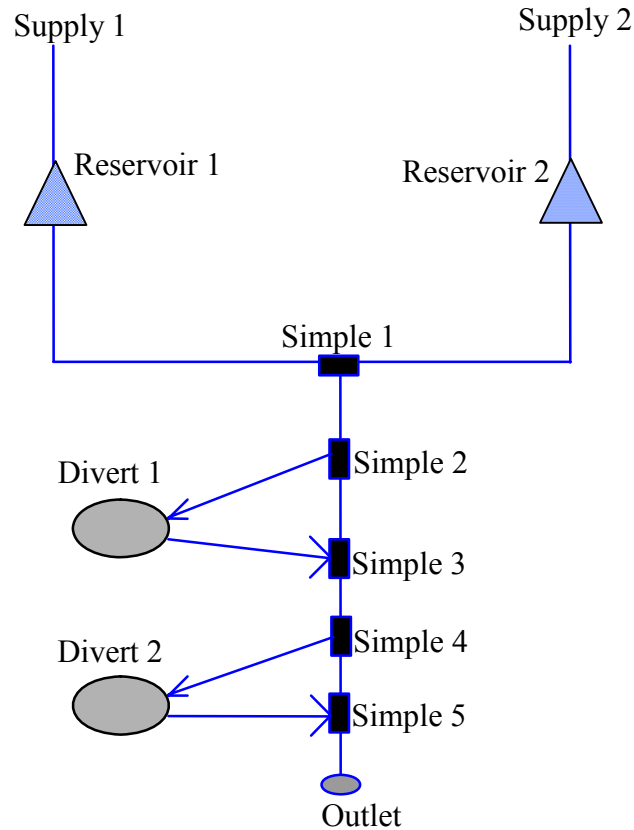 Supply 1
Supply 2
Reservoir 1
Reservoir 2
Simple 1
Simple 2
Divert 1
Simple 3
Simple 4
Divert 2
Simple 5
Outlet